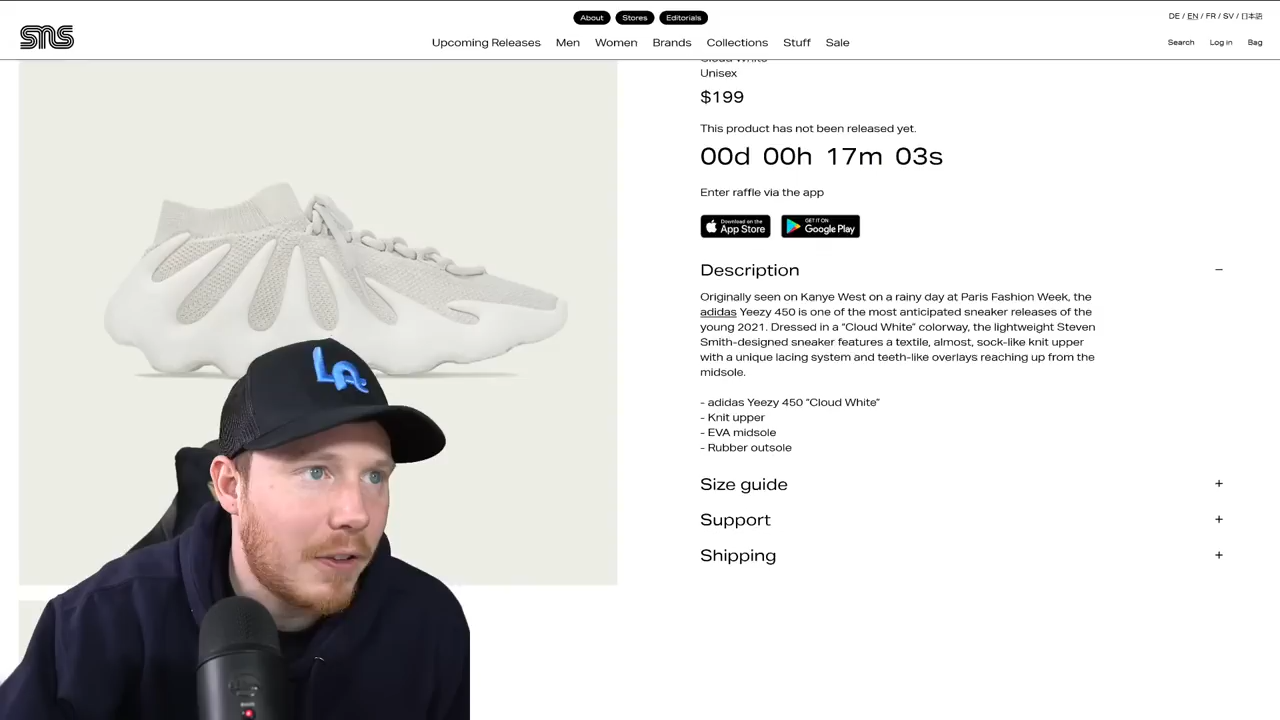 About Stores Editorials
DE / EN / FR / SV / 日本語
sns
Upcoming Releases Men Women Brands Collections Stuff Sale
Search Log in Bag
Cloud White
Unisex
$199
This product has not been released yet.
00d 00h 17m 03s
Enter raffle via the app
Download on the App Store
GET IT ON Google Play
Description −
Originally seen on Kanye West on a rainy day at Paris Fashion Week, the
adidas Yeezy 450 is one of the most anticipated sneaker releases of the
young 2021. Dressed in a “Cloud White” colorway, the lightweight Steven
Smith-designed sneaker features a textile, almost, sock-like knit upper
with a unique lacing system and teeth-like overlays reaching up from the
midsole.
- adidas Yeezy 450 “Cloud White”
- Knit upper
- EVA midsole
- Rubber outsole
Size guide +
Support +
Shipping +
LA